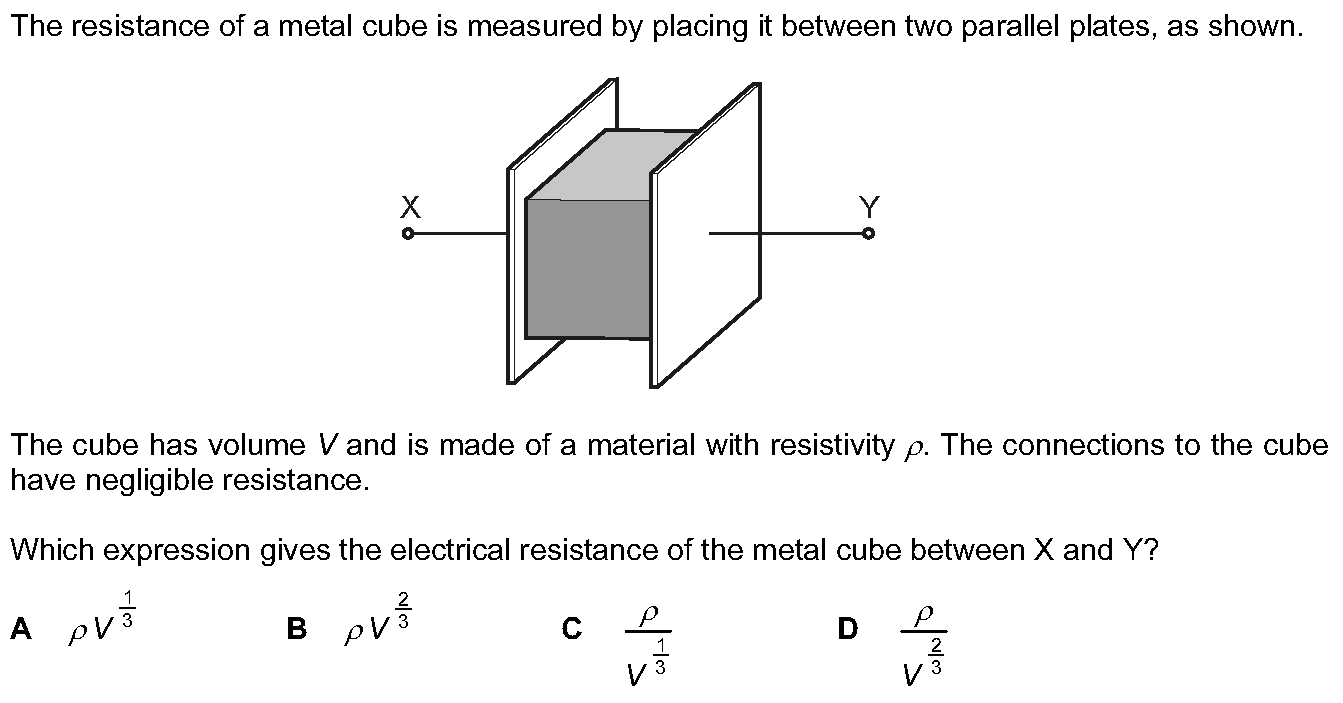 The resistance of a metal cube is measured by placing it between two parallel plates, as shown.
X Y
The cube has volume V and is made of a material with resistivity ρ. The connections to the cube
have negligible resistance.
Which expression gives the electrical resistance of the metal cube between X and Y?
A ρV^(1/3) B ρV^(2/3) C ρ/V^(1/3) D ρ/V^(2/3)